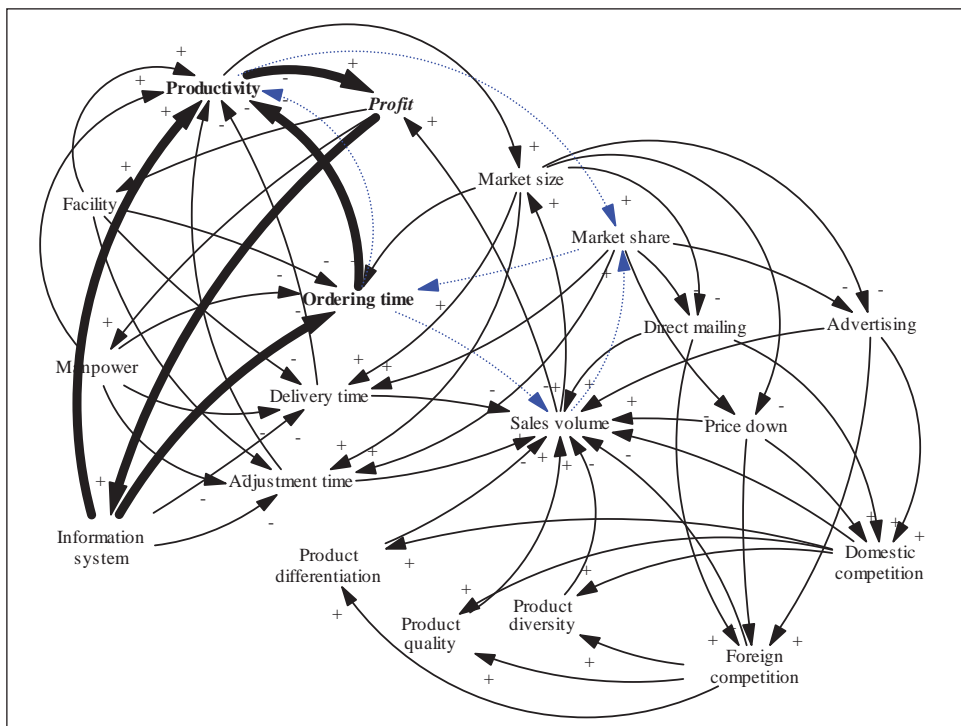 Productivity
Profit
Market size
Facility
Market share
Ordering time
Direct mailing
Advertising
Manpower
Delivery time
Sales volume
Price down
Adjustment time
Information
system
Product
differentiation
Domestic
competition
Product
quality
Product
diversity
Foreign
competition